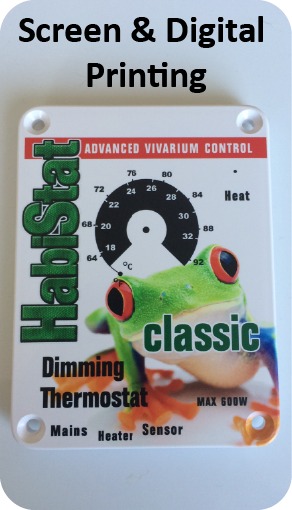 Screen & Digital
Printing
ADVANCED VIVARIUM CONTROL
HabiStat
76
80
72
24
26
28
84
22
68
20
30
32
88
18
64
°C
92
Heat
classic
Dimming
Thermostat
MAX 600W
Mains Heater Sensor